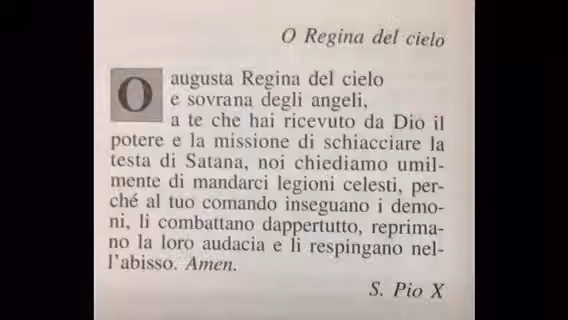 O Regina del cielo
O augusta Regina del cielo
e sovrana degli angeli,
a te che hai ricevuto da Dio il
potere e la missione di schiacciare la
testa di Satana, noi chiediamo umil-
mente di mandarci legioni celesti, per-
ché al tuo comando inseguano i demo-
ni, li combattano dappertutto, reprima-
no la loro audacia e li respingano nel-
l'abisso. Amen.
S. Pio X